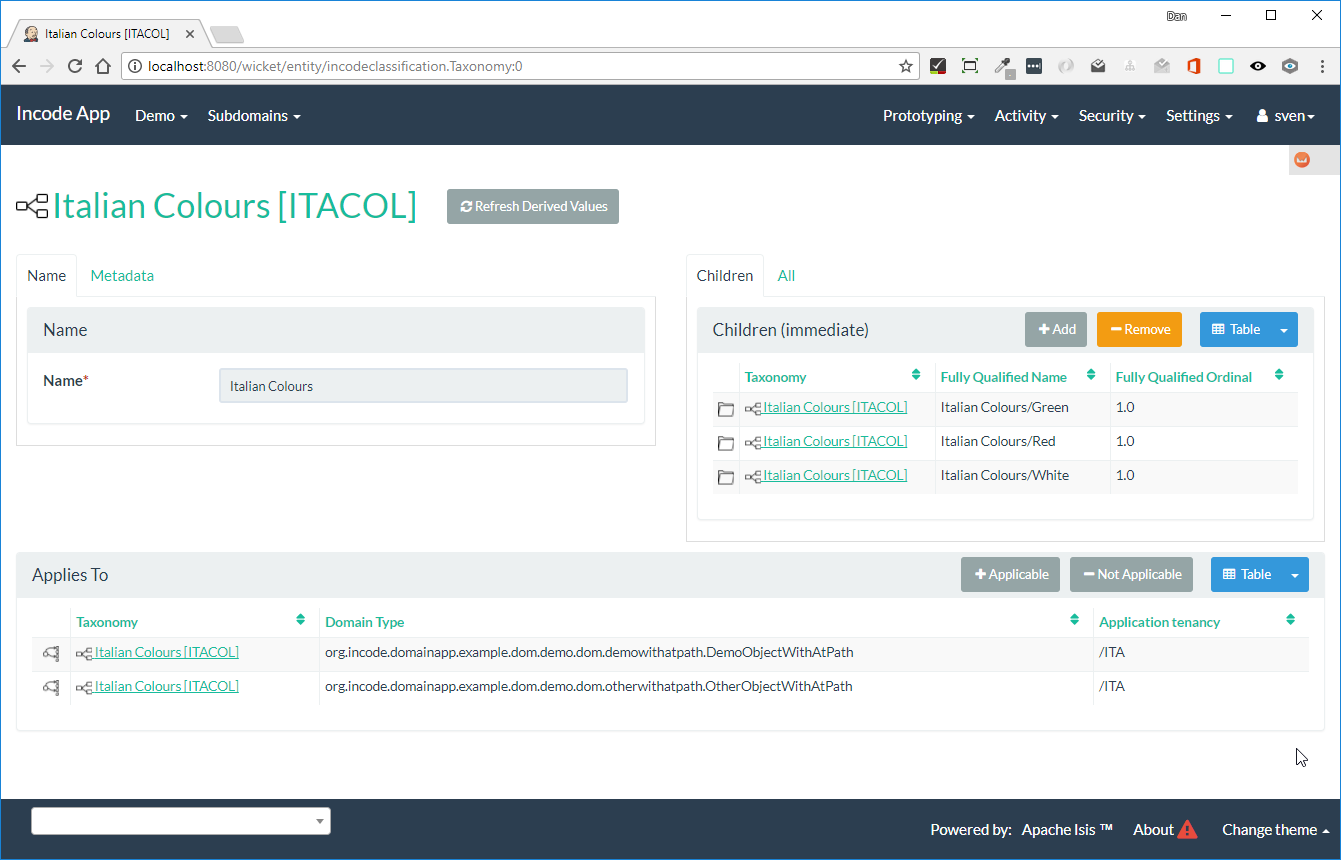 Dan
Italian Colours [ITACOL]
localhost:8080/wicket/entity/incodeclassification.Taxonomy:0
Incode App Demo Subdomains Prototyping Activity Security Settings sven
Italian Colours [ITACOL] Refresh Derived Values
Name Metadata
Name
Name* Italian Colours
Children All
Children (immediate) Add Remove Table
Taxonomy Fully Qualified Name Fully Qualified Ordinal
Italian Colours [ITACOL] Italian Colours/Green 1.0
Italian Colours [ITACOL] Italian Colours/Red 1.0
Italian Colours [ITACOL] Italian Colours/White 1.0
Applies To Applicable Not Applicable Table
Taxonomy Domain Type Application tenancy
Italian Colours [ITACOL] org.incode.domainapp.example.dom.demo.dom.demowithatpath.DemoObjectWithAtPath /ITA
Italian Colours [ITACOL] org.incode.domainapp.example.dom.demo.dom.otherwithatpath.OtherObjectWithAtPath /ITA
Powered by: Apache Isis ™ About Change theme